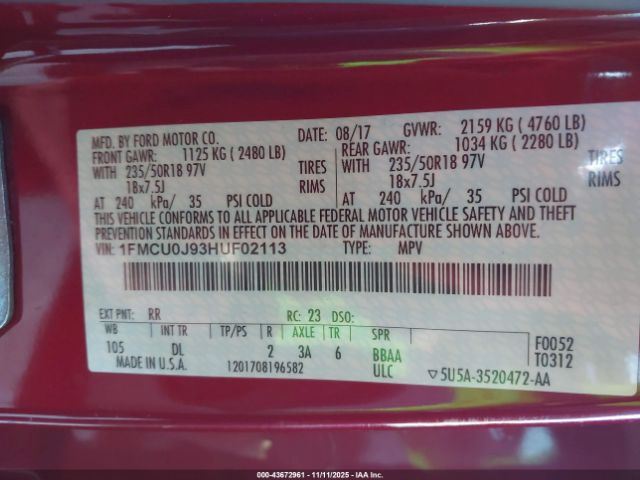 MFD. BY FORD MOTOR CO. DATE: 08/17 GVWR: 2159 KG ( 4760 LB)
FRONT GAWR: 1125 KG ( 2480 LB) REAR GAWR: 1034 KG ( 2280 LB)
WITH 235/50R18 97V TIRES WITH 235/50R18 97V TIRES
18x7.5J RIMS 18x7.5J RIMS
AT 240 kPa/ 35 PSI COLD AT 240 kPa/ 35 PSI COLD
THIS VEHICLE CONFORMS TO ALL APPLICABLE FEDERAL MOTOR VEHICLE SAFETY AND THEFT
PREVENTION STANDARDS IN EFFECT ON THE DATE OF MANUFACTURE SHOWN ABOVE.
VIN: 1FMCU0J93HUF02113 TYPE: MPV
EXT PNT: RR RC: 23 DSO:
WB INT TR TP/PS R AXLE TR SPR
105 DL 2 3A 6 BBAA F0052
MADE IN U.S.A. 1201708196582 ULC T0312
▽5U5A-3520472-AA
000-43672961 - 11/11/2025 - IAAI, Inc.